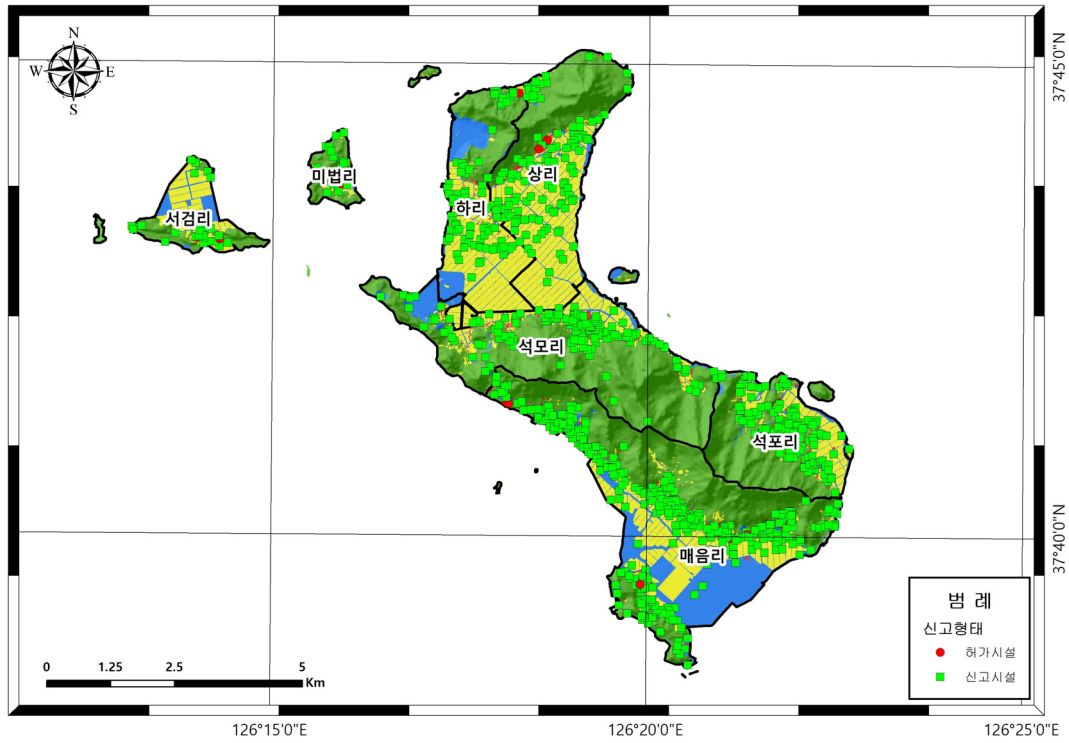 N
W E
S
37°45'0"N
상리
미법리
하리
서검리
석모리
석포리
37°40'0"N
매음리
범 례
신고형태
허가시설
신고시설
0 1.25 2.5 5
Km
126°15'0"E 126°20'0"E 126°25'0"E